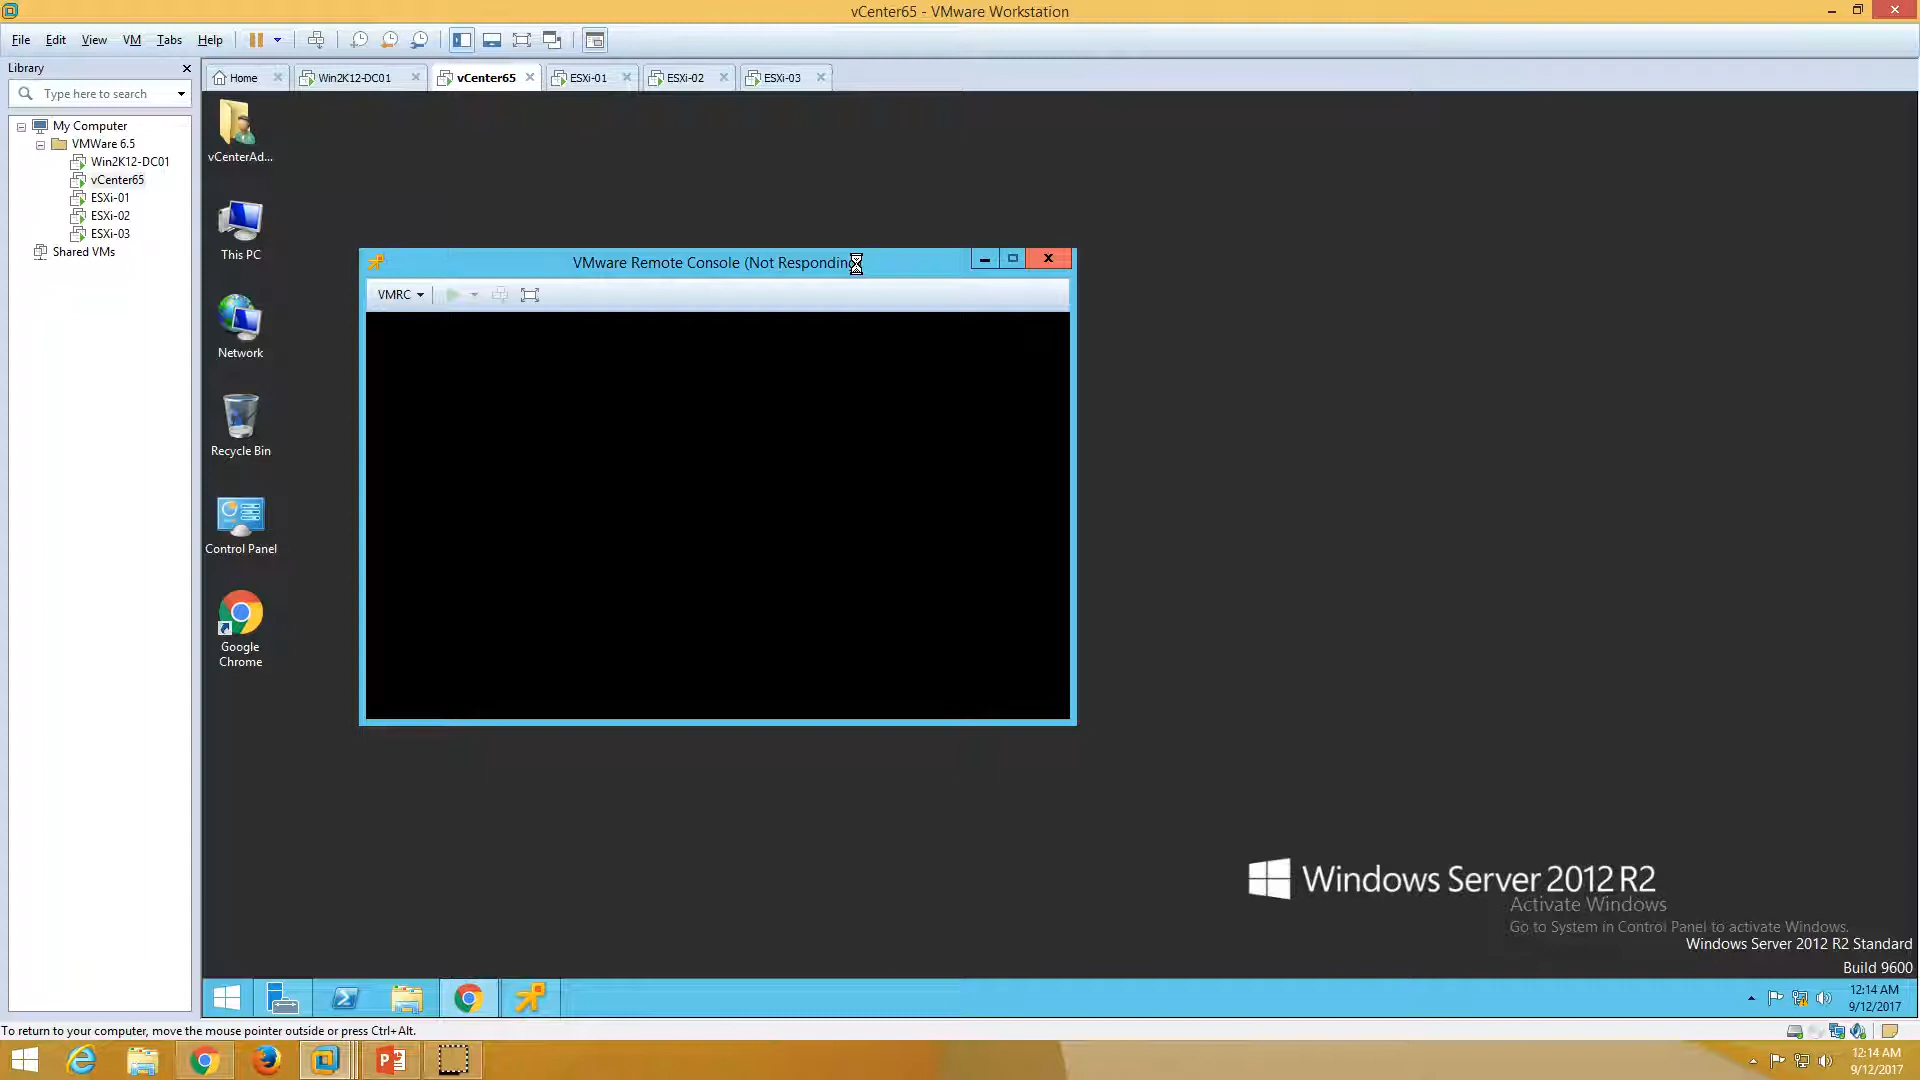 vCenter65 - VMware Workstation
File Edit View VM Tabs Help
Library
Type here to search
My Computer
VMWare 6.5
Win2K12-DC01
vCenter65
ESXi-01
ESXi-02
ESXi-03
Shared VMs
Home
Win2K12-DC01
vCenter65
ESXi-01
ESXi-02
ESXi-03
vCenterAd...
This PC
Network
Recycle Bin
Control Panel
Google
Chrome
VMware Remote Console (Not Responding)
VMRC
Windows Server 2012 R2
Activate Windows
Go to System in Control Panel to activate Windows.
Windows Server 2012 R2 Standard
Build 9600
12:14 AM
9/12/2017
To return to your computer, move the mouse pointer outside or press Ctrl+Alt.
12:14 AM
9/12/2017